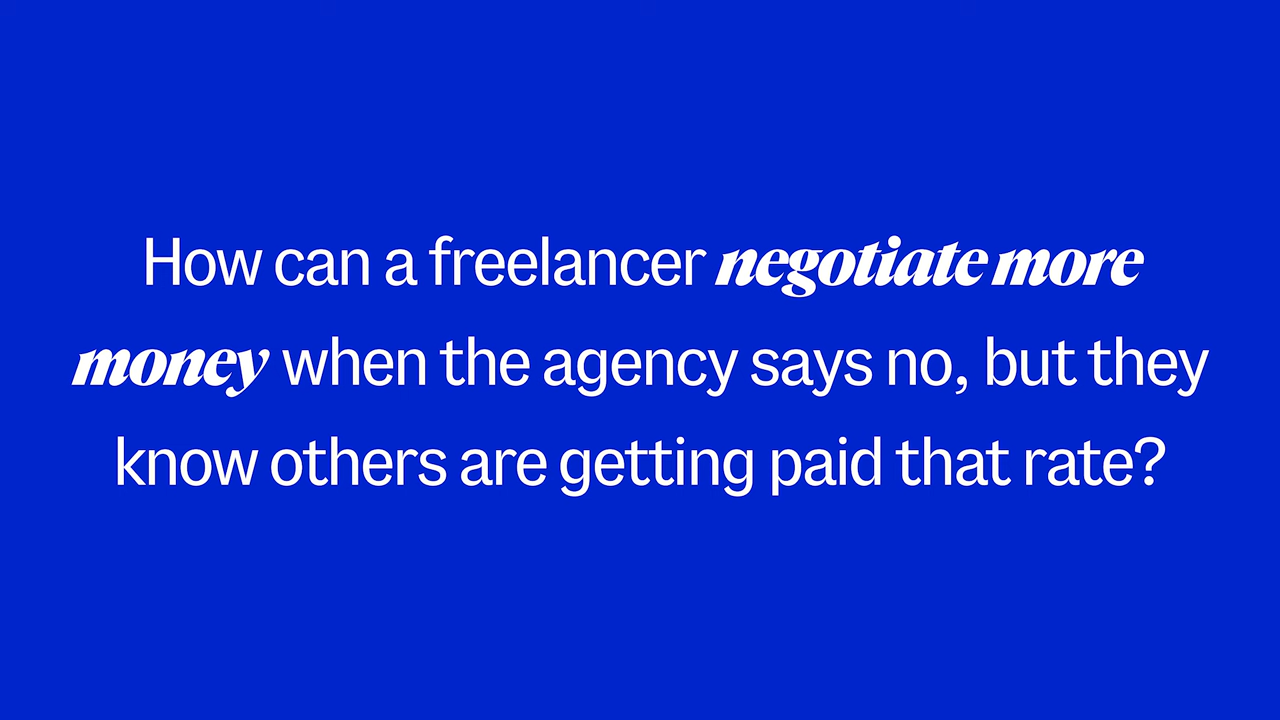 How can a freelancer negotiate more
money when the agency says no, but they
know others are getting paid that rate?